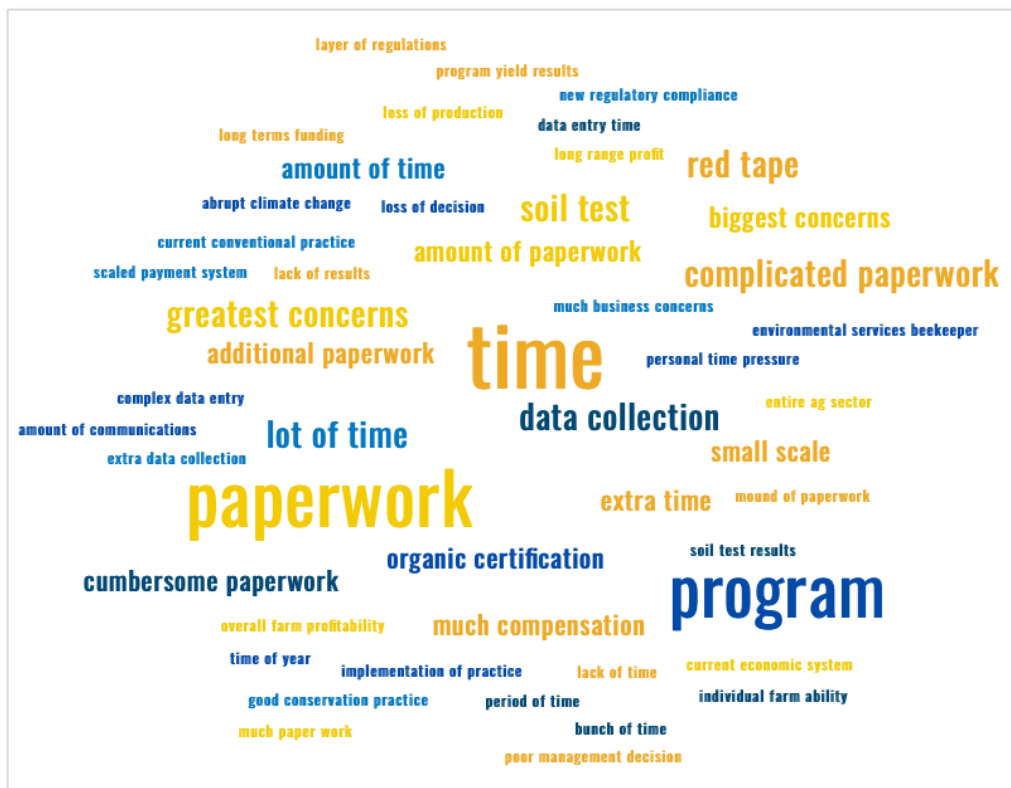 layer of regulations
program yield results
new regulatory compliance
loss of production
data entry time
long terms funding
long range profit
red tape
amount of time
abrupt climate change
loss of decision
soil test
biggest concerns
current conventional practice
amount of paperwork
scaled payment system
lack of results
complicated paperwork
greatest concerns
much business concerns
environmental services beekeeper
additional paperwork
time
personal time pressure
complex data entry
entire ag sector
data collection
amount of communications
lot of time
small scale
extra data collection
paperwork
extra time
mound of paperwork
organic certification
soil test results
cumbersome paperwork
program
overall farm profitability
much compensation
time of year
implementation of practice
lack of time
current economic system
good conservation practice
period of time
individual farm ability
much paper work
bunch of time
poor management decision